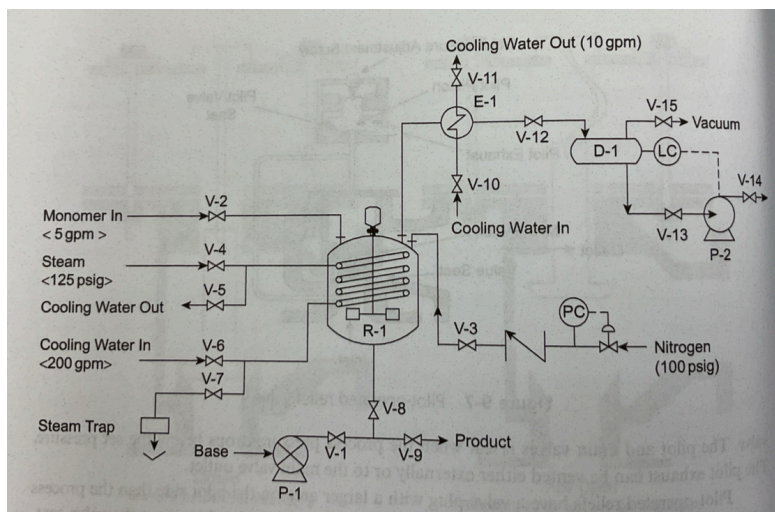 Cooling Water Out (10 gpm)
V-11
E-1
V-15
Vacuum
V-12
D-1
LC
V-10
V-14
V-2
Monomer In
< 5 gpm >
Cooling Water In
V-13
P-2
V-4
Steam
<125 psig>
V-5
Cooling Water Out
PC
R-1
V-3
Cooling Water In
<200 gpm>
V-6
Nitrogen
(100 psig)
V-7
V-8
Steam Trap
Base
V-1
V-9
Product
P-1